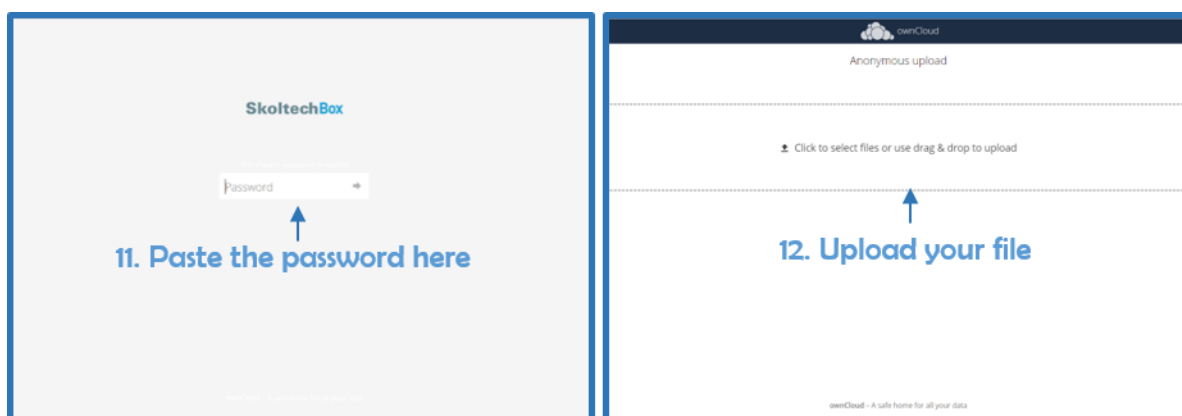 SkoltechBox
Password
11. Paste the password here
ownCloud
Anonymous upload
Click to select files or use drag & drop to upload
12. Upload your file
ownCloud – A safe home for all your data